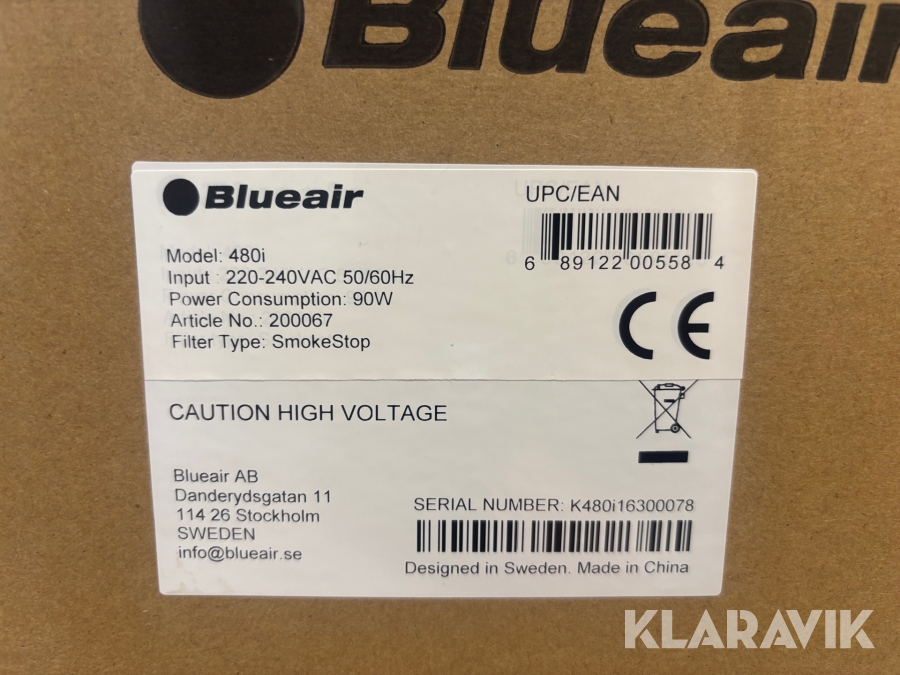 Blueair
Blueair
UPC/EAN
Model: 480i
Input : 220-240VAC 50/60Hz
Power Consumption: 90W
Article No.: 200067
Filter Type: SmokeStop
6 89122 00558 4
CE
CAUTION HIGH VOLTAGE
Blueair AB
Danderydsgatan 11
114 26 Stockholm
SWEDEN
info@blueair.se
SERIAL NUMBER: K480i16300078
Designed in Sweden. Made in China
KLARAVIK